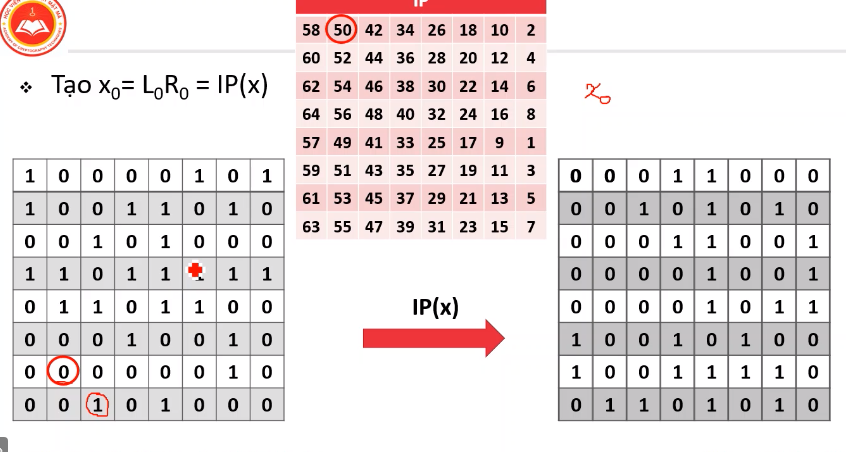 IP
58 50 42 34 26 18 10 2
60 52 44 36 28 20 12 4
62 54 46 38 30 22 14 6
64 56 48 40 32 24 16 8
57 49 41 33 25 17 9 1
59 51 43 35 27 19 11 3
61 53 45 37 29 21 13 5
63 55 47 39 31 23 15 7
❖ Tạo x₀= L₀R₀ = IP(x)
x₀
1 0 0 0 0 1 0 1
1 0 0 1 1 0 1 0
0 0 1 0 1 0 0 0
1 1 0 1 1 1 1
0 1 1 0 1 1 0 0
0 0 0 1 0 0 1 0
0 0 0 0 0 0 1 0
0 0 1 0 1 0 0 0
IP(x)
0 0 0 1 1 0 0 0
0 0 1 0 1 0 1 0
0 0 0 1 1 0 0 1
0 0 0 0 1 0 0 1
0 0 0 0 1 0 1 1
1 0 0 1 0 1 0 0
1 0 0 1 1 1 1 0
0 1 1 0 1 0 1 0